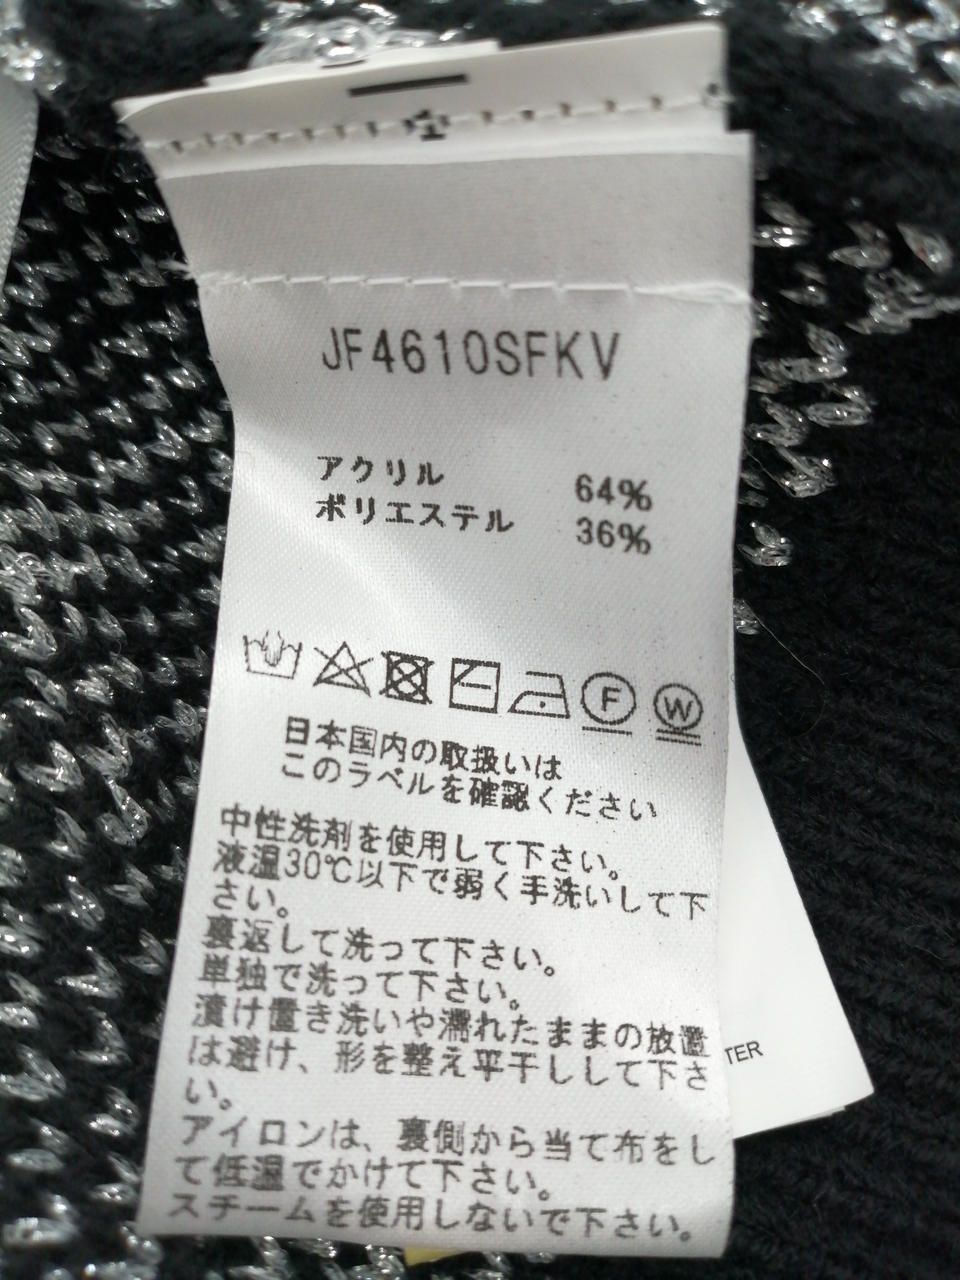 JF4610SFKV
アクリル 64%
ポリエステル 36%
F W
日本国内の取扱いは
このラベルを確認ください
中性洗剤を使用して下さい。
液温30℃以下で弱く手洗いして下
さい。
裏返して洗って下さい。
単独で洗って下さい。
漬け置き洗いや濡れたままの放置
は避け、形を整え平干しして下さ
い。
アイロンは、裏側から当て布をし
て低温でかけて下さい。
スチームを使用しないで下さい。
TER